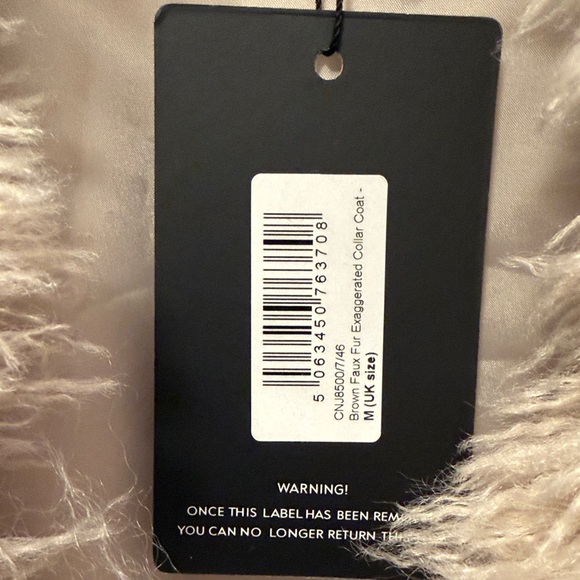 5 063450 763708
CNJ8500/7/46
Brown Faux Fur Exaggerated Collar Coat -
M (UK size)
WARNING!
ONCE THIS LABEL HAS BEEN
YOU CAN NO LONGER RETURN